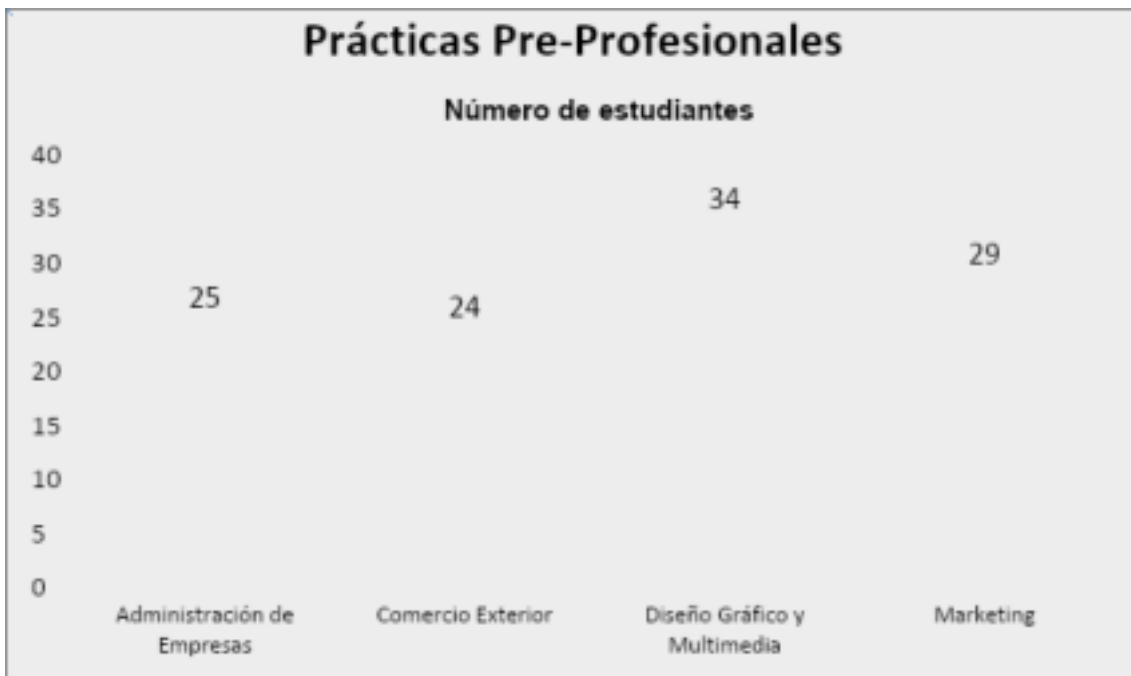 Prácticas Pre-Profesionales
Número de estudiantes
40
35
30
25
20
15
10
5
0
25
24
34
29
Administración de
Empresas
Comercio Exterior
Diseño Gráfico y
Multimedia
Marketing